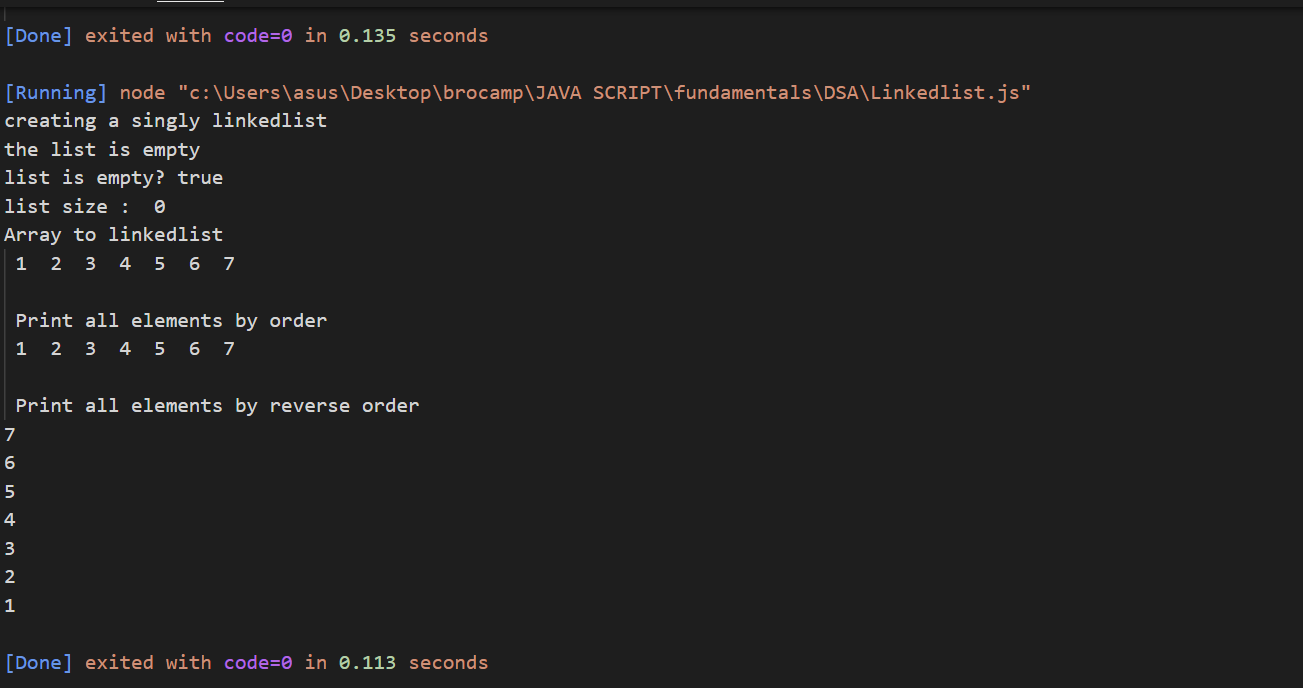 [Done] exited with code=0 in 0.135 seconds
[Running] node "c:\Users\asus\Desktop\brocamp\JAVA SCRIPT\fundamentals\DSA\Linkedlist.js"
creating a singly linkedlist
the list is empty
list is empty? true
list size :  0
Array to linkedlist
 1  2  3  4  5  6  7
 Print all elements by order
 1  2  3  4  5  6  7
 Print all elements by reverse order
7
6
5
4
3
2
1
[Done] exited with code=0 in 0.113 seconds